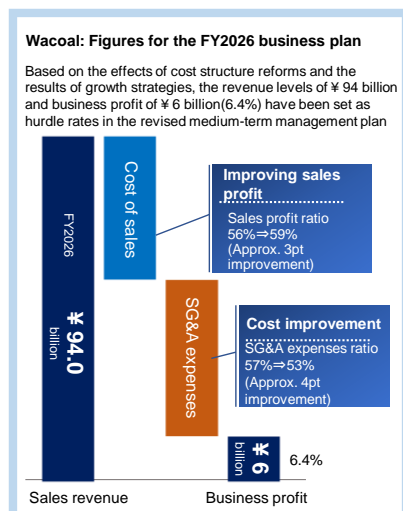 Wacoal: Figures for the FY2026 business plan
Based on the effects of cost structure reforms and the
results of growth strategies, the revenue levels of ¥ 94 billion
and business profit of ¥ 6 billion(6.4%) have been set as
hurdle rates in the revised medium-term management plan
FY2026
¥ 94.0
billion
Cost of sales
Improving sales
profit
Sales profit ratio
56%⇒59%
(Approx. 3pt
improvement)
SG&A expenses
Cost improvement
SG&A expenses ratio
57%⇒53%
(Approx. 4pt
improvement)
¥ 6
billion
6.4%
Sales revenue
Business profit